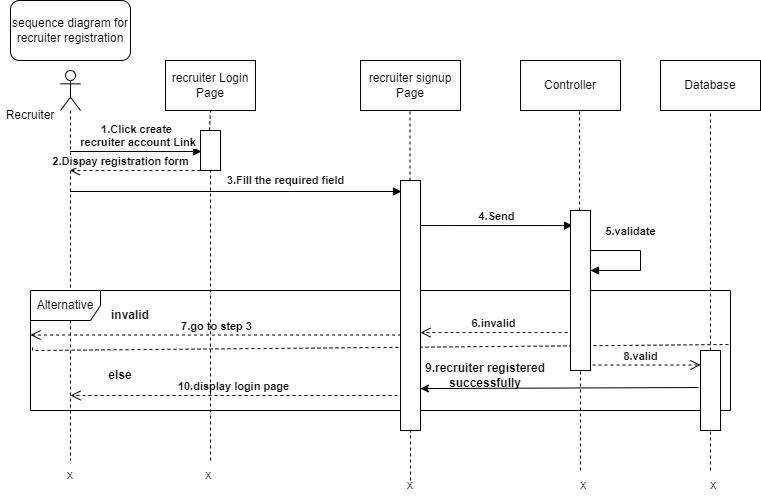 sequence diagram for
recruiter registration
Recruiter
recruiter Login
Page
recruiter signup
Page
Controller
Database
1.Click create
recruiter account Link
2.Dispay registration form
3.Fill the required field
4.Send
5.validate
Alternative
invalid
6.invalid
7.go to step 3
8.valid
else
9.recruiter registered
successfully
10.display login page
X
X
X
X
X